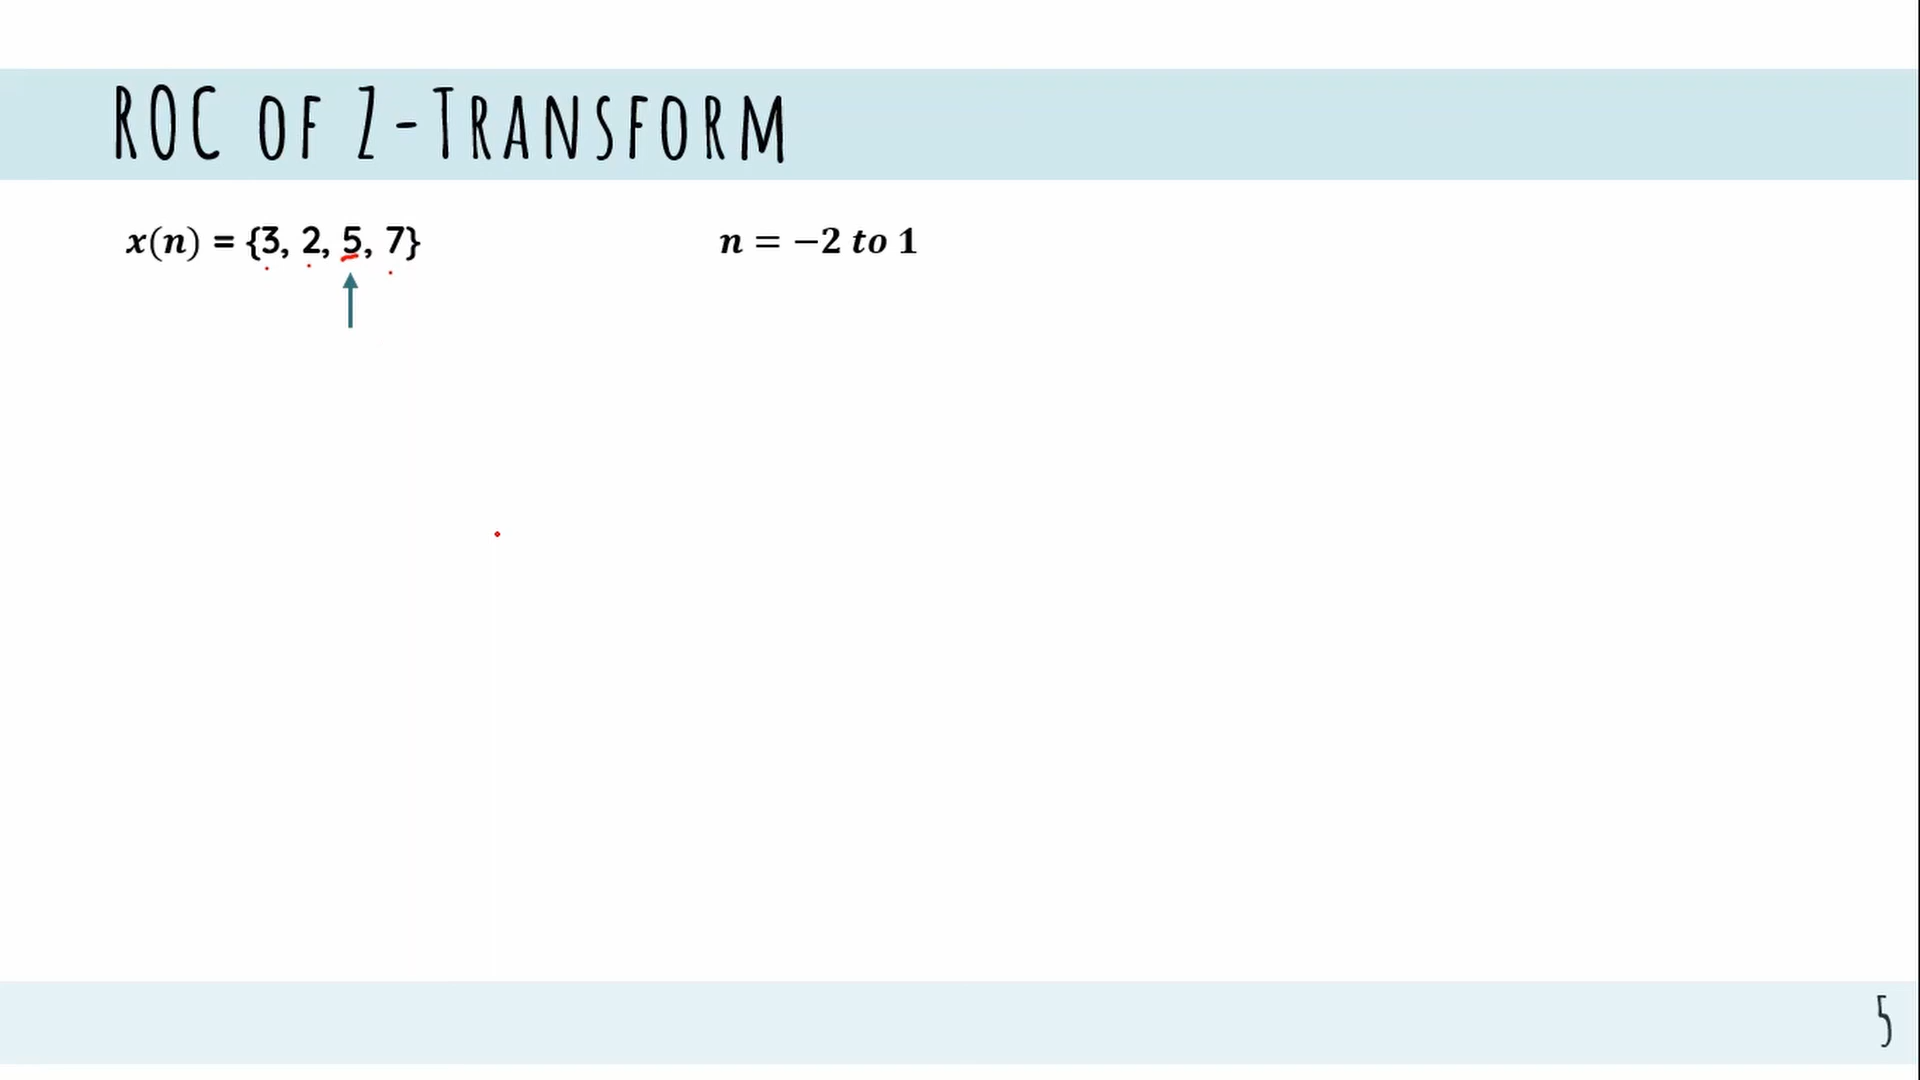 ROC OF Z-TRANSFORM
x(n) = {3, 2, 5, 7} n = −2 to 1
5